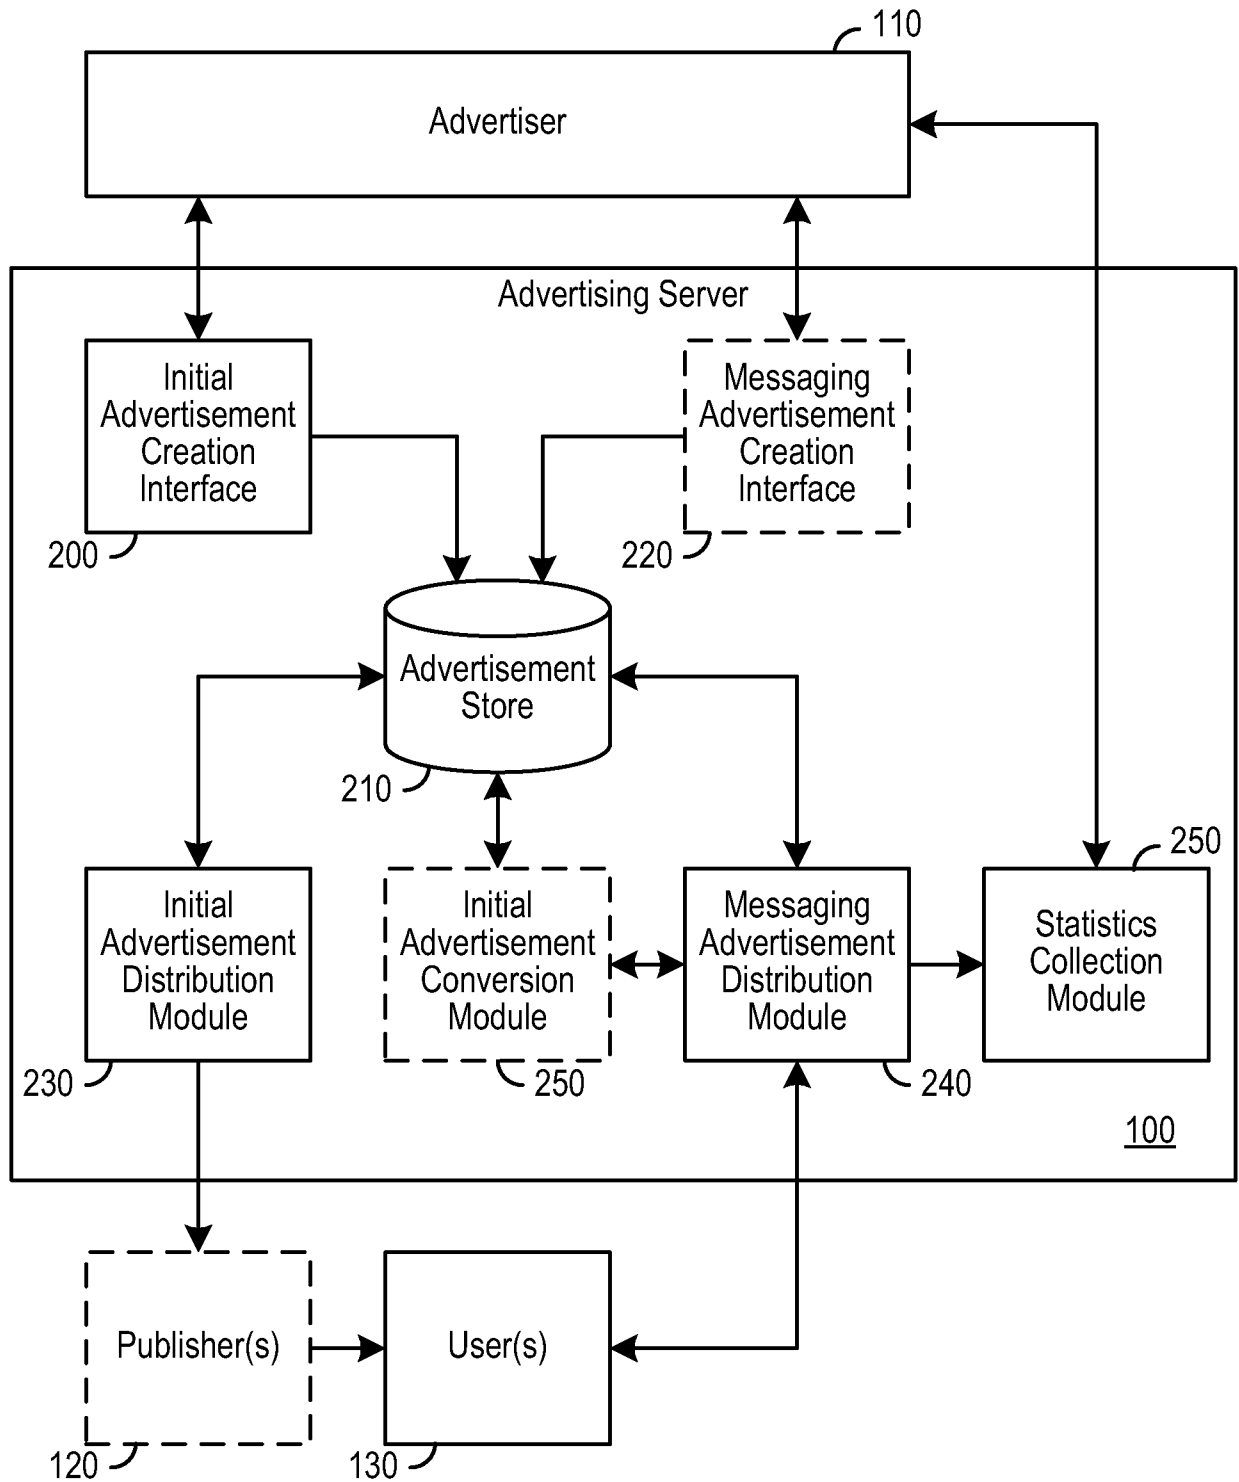 110
Advertiser
Advertising Server
Initial
Advertisement
Creation
Interface
200
Messaging
Advertisement
Creation
Interface
220
Advertisement
Store
210
Initial
Advertisement
Distribution
Module
230
Initial
Advertisement
Conversion
Module
250
Messaging
Advertisement
Distribution
Module
240
250
Statistics
Collection
Module
100
Publisher(s)
120
User(s)
130